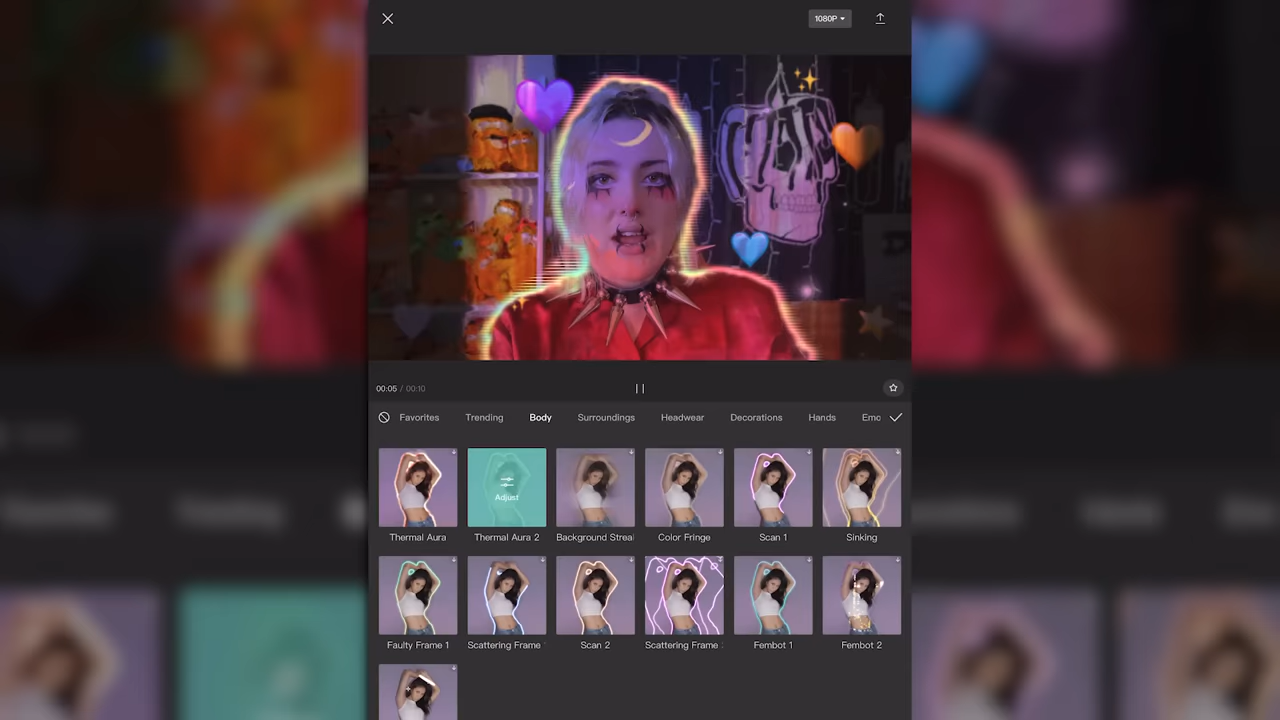 1080P
00:05 / 00:10
Favorites Trending Body Surroundings Headwear Decorations Hands Emc
Adjust
Thermal Aura Thermal Aura 2 Background Streal Color Fringe Scan 1 Sinking
Faulty Frame 1 Scattering Frame Scan 2 Scattering Frame Fembot 1 Fembot 2